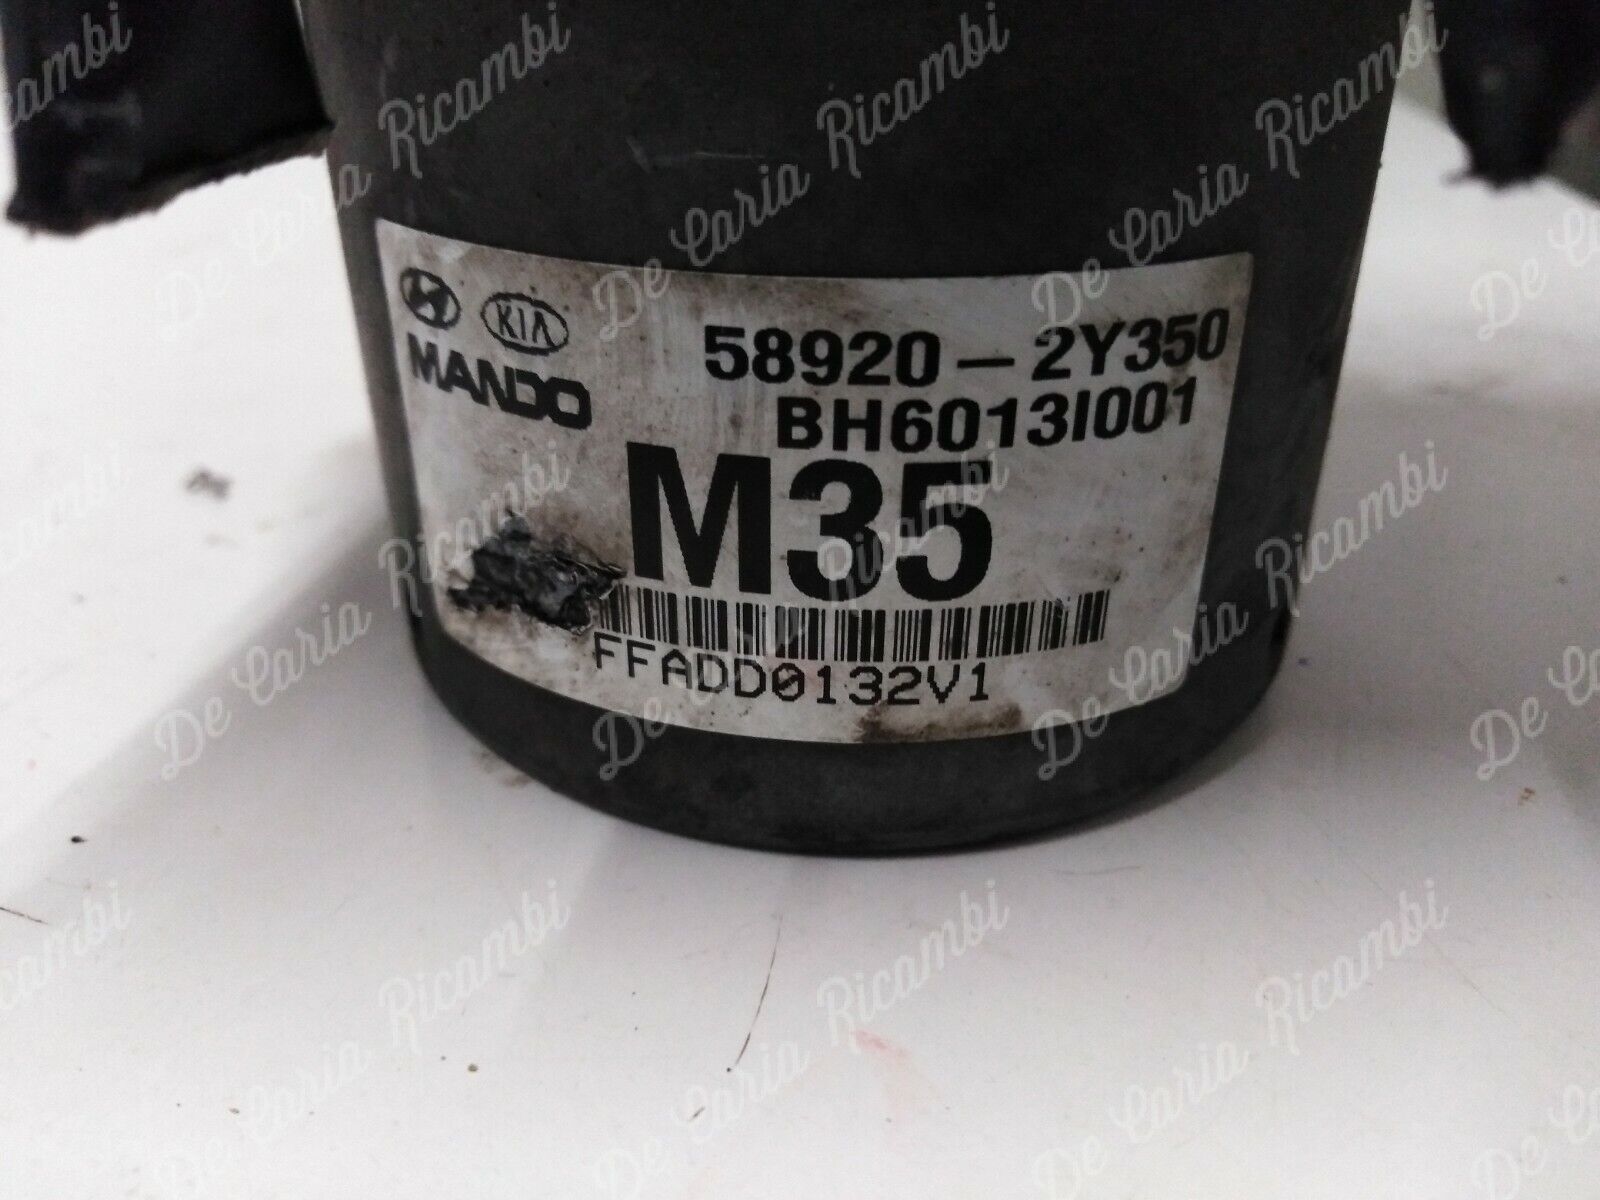 KIA
MANDO
58920-2Y350
BH6013I001
M35
FFADD0132V1
De Caria Ricambi